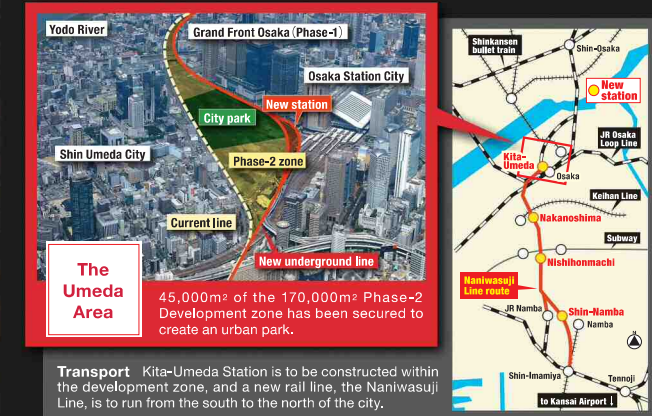 Yodo River
Grand Front Osaka (Phase-1)
Osaka Station City
New station
City park
Shin Umeda City
Phase-2 zone
Current line
New underground line
The
Umeda
Area
45,000m2 of the 170,000m2 Phase-2
Development zone has been secured to
create an urban park.
Transport Kita-Umeda Station is to be constructed within
the development zone, and a new rail line, the Naniwasuji
Line, is to run from the south to the north of the city.
Shinkansen
bullet train
Shin-Osaka
New
station
JR Osaka
Loop Line
Kita-
Umeda
Osaka
Keihan Line
Nakanoshima
Subway
Nishihonmachi
Naniwasuji
Line route
JR Namba
Shin-Namba
Namba
Shin-Imamiya
Tennoji
to Kansai Airport ↓